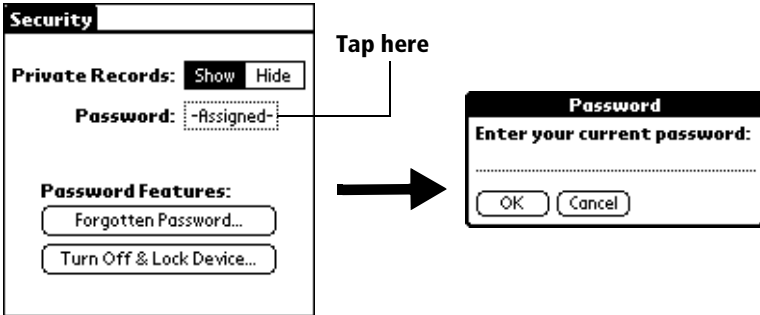 Security
Tap here
Private Records: Show Hide
Password: -Assigned-
Password Features:
Forgotten Password...
Turn Off & Lock Device...
Password
Enter your current password:
OK Cancel